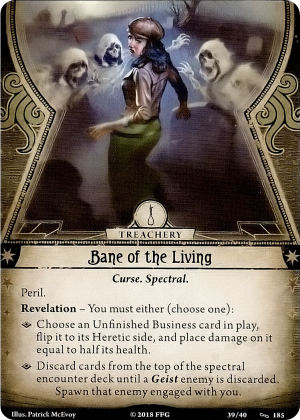 TREACHERY
Bane of the Living
Curse. Spectral.
Peril.
Revelation – You must either (choose one):
Choose an Unfinished Business card in play,
flip it to its Heretic side, and place damage on it
equal to half its health.
Discard cards from the top of the spectral
encounter deck until a Geist enemy is discarded.
Spawn that enemy engaged with you.
Illus. Patrick McEvoy © 2018 FFG 39/40 185